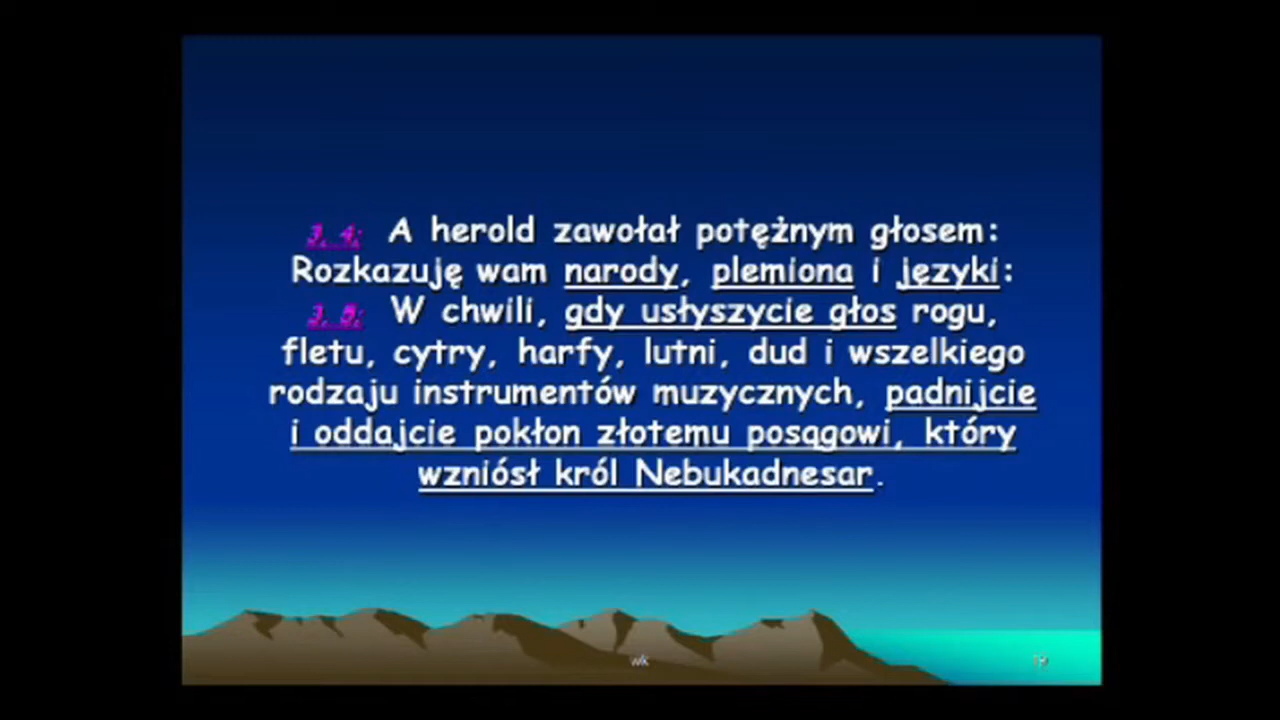 3, 4: A herold zawołał potężnym głosem:
Rozkazuję wam narody, plemiona i języki:
3, 5: W chwili, gdy usłyszycie głos rogu,
fletu, cytry, harfy, lutni, dud i wszelkiego
rodzaju instrumentów muzycznych, padnijcie
i oddajcie pokłon złotemu posągowi, który
wzniósł król Nebukadnesar.
wk